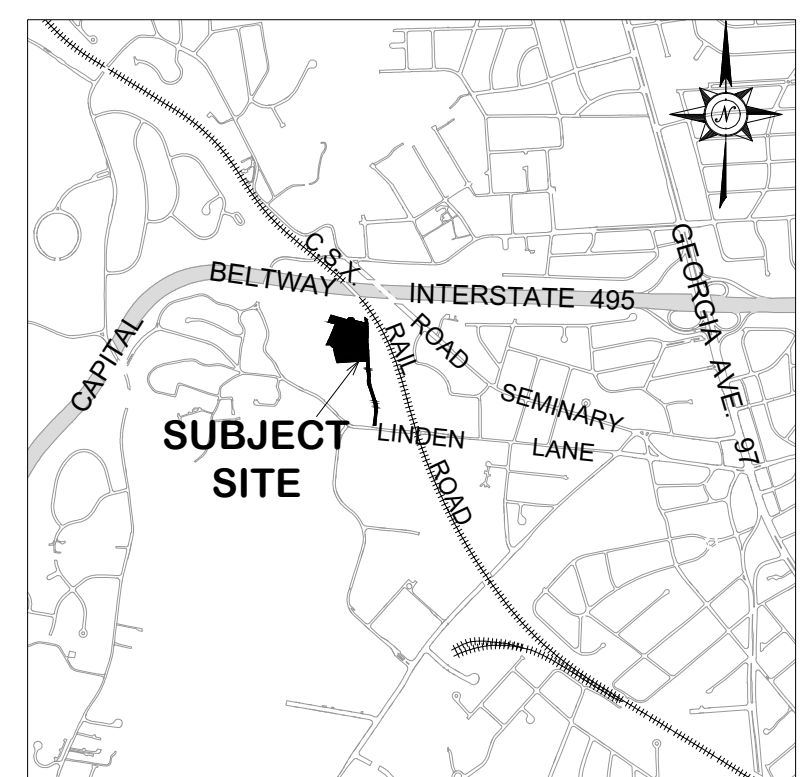 N
C.S.X.
BELTWAY
INTERSTATE 495
GEORGIA AVE. 97
CAPITAL
RAIL
ROAD
ROAD
SEMINARY
SUBJECT
SITE
LINDEN
LANE